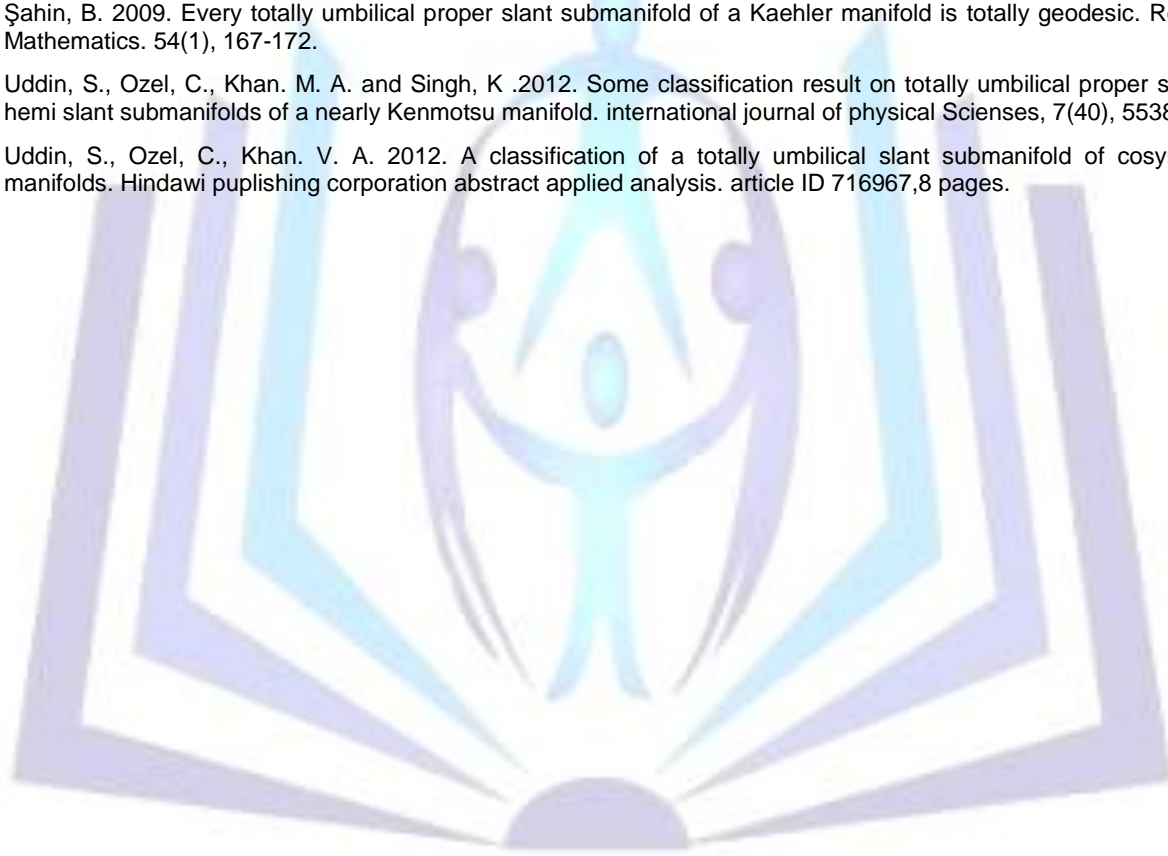 Şahin, B. 2009. Every totally umbilical proper slant submanifold of a Kaehler manifold is totally geodesic.
Mathematics. 54(1), 167-172.
Uddin, S., Ozel, C., Khan. M. A. and Singh, K .2012. Some classification result on totally umbilical proper
hemi slant submanifolds of a nearly Kenmotsu manifold. international journal of physical Scienses, 7(40),
Uddin, S., Ozel, C., Khan. V. A. 2012. A classification of a totally umbilical slant submanifold of
manifolds. Hindawi puplishing corporation abstract applied analysis. article ID 716967,8 pages.